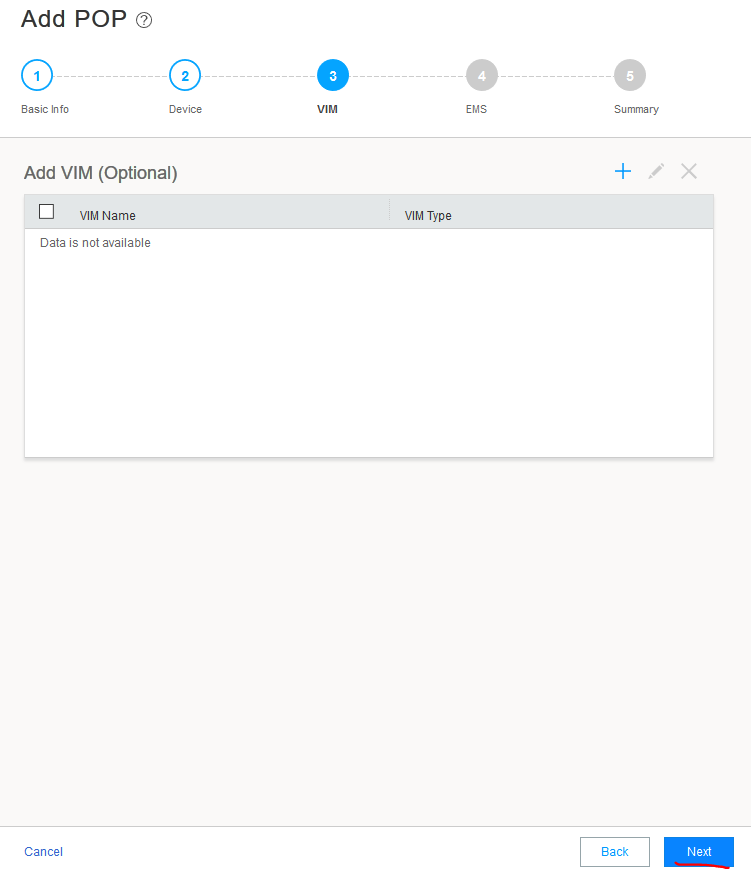 Add POP ?
1 2 3 4 5
Basic Info Device VIM EMS Summary
Add VIM (Optional)
VIM Name VIM Type
Data is not available
Cancel Back Next